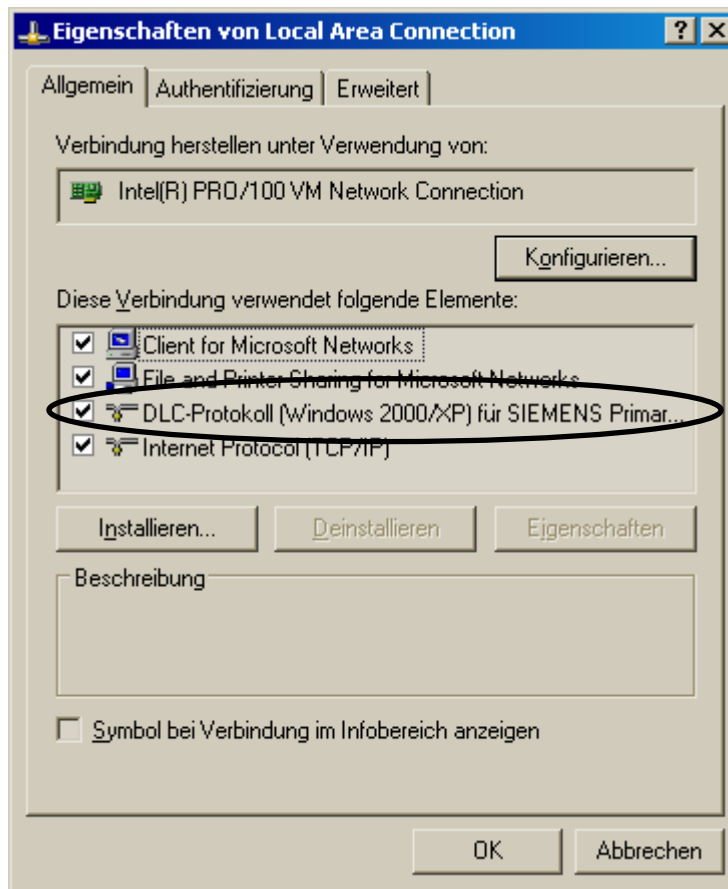 Eigenschaften von Local Area Connection
Allgemein Authentifizierung Erweitert
Verbindung herstellen unter Verwendung von:
Intel(R) PRO/100 VM Network Connection
Konfigurieren...
Diese Verbindung verwendet folgende Elemente:
Client for Microsoft Networks
File and Printer Sharing for Microsoft Networks
DLC-Protokoll (Windows 2000/XP) für SIEMENS Primar...
Internet Protocol (TCP/IP)
Installieren... Deinstallieren Eigenschaften
Beschreibung
Symbol bei Verbindung im Infobereich anzeigen
OK Abbrechen